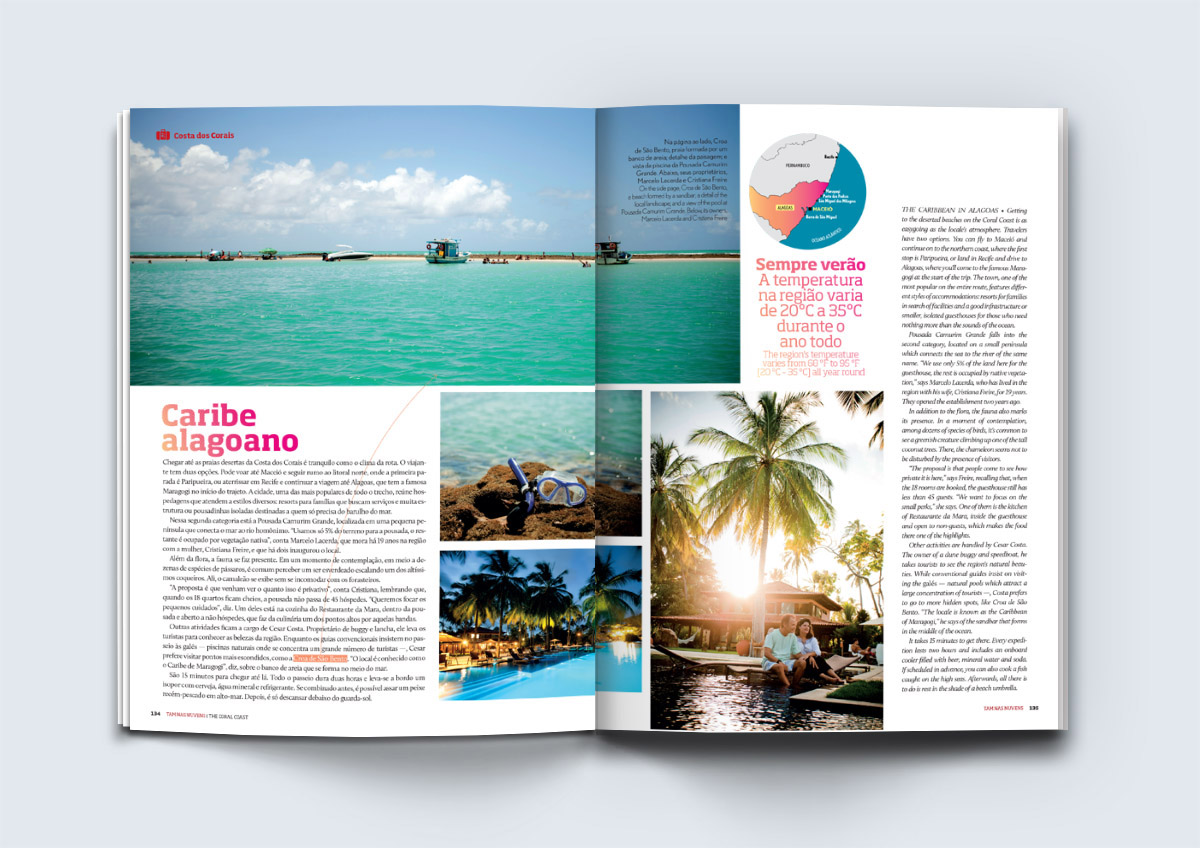 Costa dos Corais
Caribe
alagoano
Chegar até as praias desertas da Costa dos Corais é tranquilo como o clima da rota. O viajan-
te tem duas opções. Pode voar até Maceió e seguir rumo ao litoral norte, onde a primeira pa-
rada é Paripueira, ou aterrissar em Recife e continuar a viagem até Alagoas, que tem a famosa
Maragogi no início do trajeto. A cidade, uma das mais populares de todo o trecho, reúne hos-
pedagens que atendem a estilos diversos: resorts para famílias que buscam serviços e muita es-
trutura ou pousadinhas isoladas destinadas a quem só precisa do barulho do mar.
Nessa segunda categoria está a Pousada Camurim Grande, localizada em uma pequena pe-
nínsula que conecta o mar ao rio homônimo. "Usamos só 5% do terreno para a pousada, o res-
tante é ocupado por vegetação nativa", conta Marcelo Lacerda, que mora há 19 anos na região
com a mulher, Cristiana Freire, e que há dois inaugurou o local.
Além da flora, a fauna se faz presente. Em um momento de contemplação, em meio a de-
zenas de espécies de pássaros, é comum perceber um ser esverdeado escalando um dos altíssi-
mos coqueiros. Ali, o camaleão se exibe sem se incomodar com os forasteiros.
"A proposta é que venham ver o quanto isso é privativo", conta Cristiana, lembrando que,
quando os 18 quartos ficam cheios, a pousada não passa de 45 hóspedes. "Queremos focar os
pequenos cuidados", diz. Um deles está na cozinha do Restaurante da Mara, dentro da pou-
sada e aberto a não hóspedes, que faz da culinária um dos pontos altos por aquelas bandas.
Outras atividades ficam a cargo de Cesar Costa. Proprietário de buggy e lancha, ele leva os
turistas para conhecer as belezas da região. Enquanto os guias convencionais insistem no pas-
seio às galés — piscinas naturais onde se concentra um grande número de turistas —, Cesar
prefere visitar pontos mais escondidos, como a Croa de São Bento. "O local é conhecido como
o Caribe de Maragogi", diz, sobre o banco de areia que se forma no meio do mar.
São 15 minutos para chegar até lá. Todo o passeio dura duas horas e leva-se a bordo um
isopor com cerveja, água mineral e refrigerante. Se combinado antes, é possível assar um peixe
recém-pescado em alto-mar. Depois, é só descansar debaixo do guarda-sol.
134 TAM NAS NUVENS • THE CORAL COAST
Na página ao lado, Croa
de São Bento, praia formada por um
banco de areia; detalhe da paisagem; e
vista da piscina da Pousada Camurim
Grande. Abaixo, seus proprietários,
Marcelo Lacerda e Cristiana Freire
On the side page, Croa de São Bento,
a beach formed by a sandbar; a detail of the
local landscape; and a view of the pool at
Pousada Camurim Grande. Below, its owners,
Marcelo Lacerda and Cristiana Freire
PERNAMBUCO
Recife
Maragogi
Porto das Pedras
São Miguel dos Milagres
ALAGOAS
MACEIÓ
Barra de São Miguel
OCEANO ATLÂNTICO
Sempre verão
A temperatura
na região varia
de 20°C a 35°C
durante o
ano todo
The region's temperature
varies from 68 °F to 95 °F
[20 °C – 35 °C] all year round
THE CARIBBEAN IN ALAGOAS • Getting
to the deserted beaches on the Coral Coast is as
easygoing as the locale's atmosphere. Travelers
have two options. You can fly to Maceió and
continue to the northern coast, where the first
stop is Paripueira, or land in Recife and drive to
Alagoas, where you'll come to the famous Mara-
gogi at the start of the trip. The town, one of the
most popular on the entire route, features differ-
ent styles of accommodations: resorts for families
in search of facilities and a good infrastructure or
smaller, isolated guesthouses for those who need
nothing more than the sounds of the ocean.
Pousada Camurim Grande falls into the
second category, located on a small peninsula
which connects the sea to the river of the same
name. "We use only 5% of the land here for the
guesthouse, the rest is occupied by native vegeta-
tion," says Marcelo Lacerda, who has lived in the
region with his wife, Cristiana Freire, for 19 years.
They opened the establishment two years ago.
In addition to the flora, the fauna also marks
its presence. In a moment of contemplation,
among dozens of species of birds, it's common to
see a greenish creature climbing up one of the tall
coconut trees. There, the chameleon seems not to
be disturbed by the presence of visitors.
"The proposal is that people come to see how
private it is here," says Freire, recalling that, when
the 18 rooms are booked, the guesthouse still has
less than 45 guests. "We want to focus on the
small perks," she says. One of them is the kitchen
of Restaurante da Mara, inside the guesthouse
and open to non-guests, which makes the food
there one of the highlights.
Other activities are handled by Cesar Costa.
The owner of a dune buggy and speedboat, he
takes tourists to see the region's natural beau-
ties. While conventional guides insist on visit-
ing the galés — natural pools which attract a
large concentration of tourists —, Costa prefers
to go to more hidden spots, like Croa de São
Bento. "The locale is known as the Caribbean
of Maragogi," he says of the sandbar that forms
in the middle of the ocean.
It takes 15 minutes to get there. Every expedi-
tion lasts two hours and includes an onboard
cooler filled with beer, mineral water and soda.
If scheduled in advance, you can also cook a fish
caught on the high seas. Afterwards, all there is
to do is rest in the shade of a beach umbrella.
TAM NAS NUVENS 135